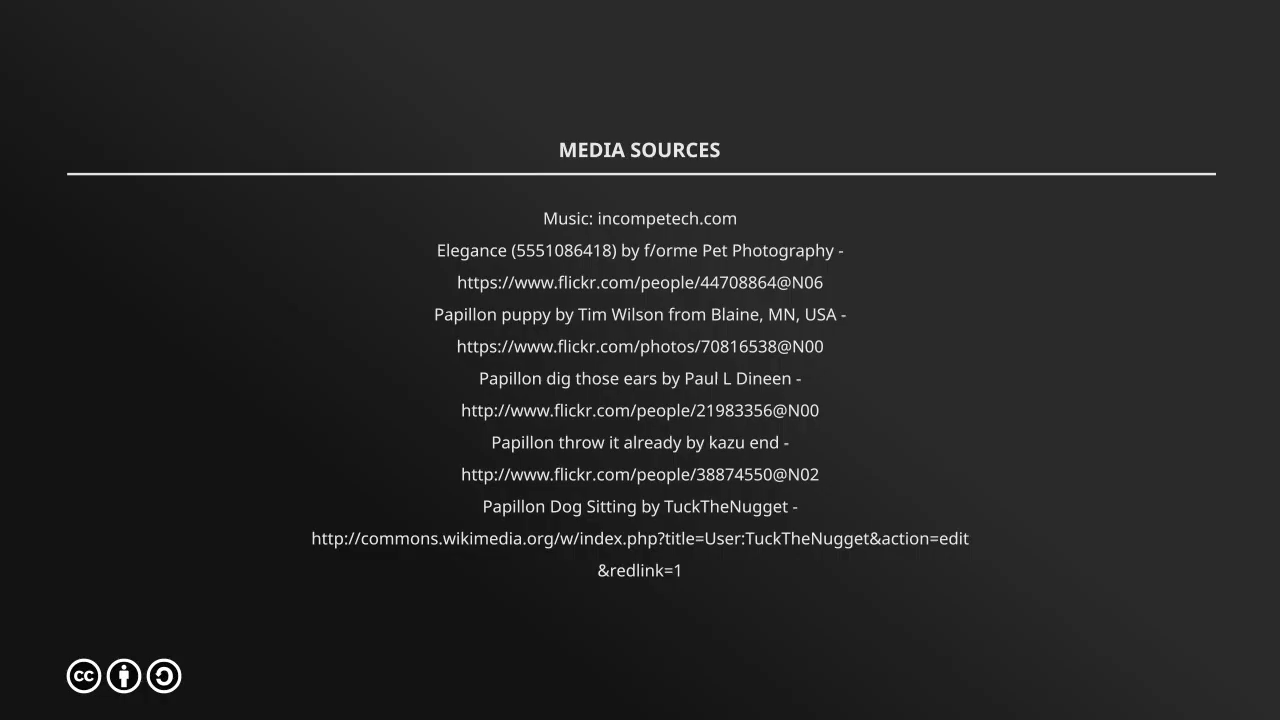 MEDIA SOURCES
Music: incompetech.com
Elegance (5551086418) by f/orme Pet Photography -
https://www.flickr.com/people/44708864@N06
Papillon puppy by Tim Wilson from Blaine, MN, USA -
https://www.flickr.com/photos/70816538@N00
Papillon dig those ears by Paul L Dineen -
http://www.flickr.com/people/21983356@N00
Papillon throw it already by kazu end -
http://www.flickr.com/people/38874550@N02
Papillon Dog Sitting by TuckTheNugget -
http://commons.wikimedia.org/w/index.php?title=User:TuckTheNugget&action=edit
&redlink=1
cc